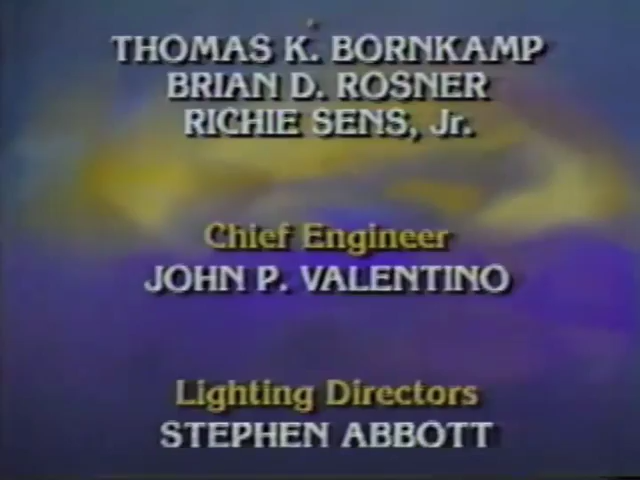 THOMAS K. BORNKAMP
BRIAN D. ROSNER
RICHIE SENS, Jr.
Chief Engineer
JOHN P. VALENTINO
Lighting Directors
STEPHEN ABBOTT